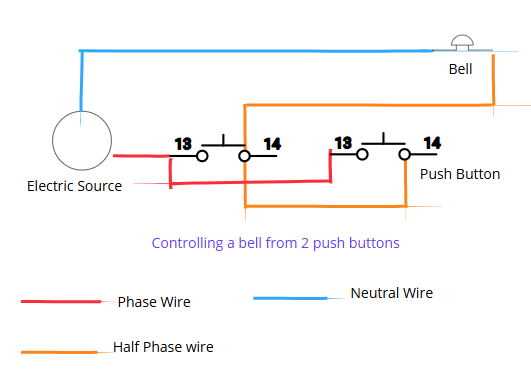 Bell
13
14
13
14
Electric Source
Push Button
Controlling a bell from 2 push buttons
Phase Wire
Neutral Wire
Half Phase wire